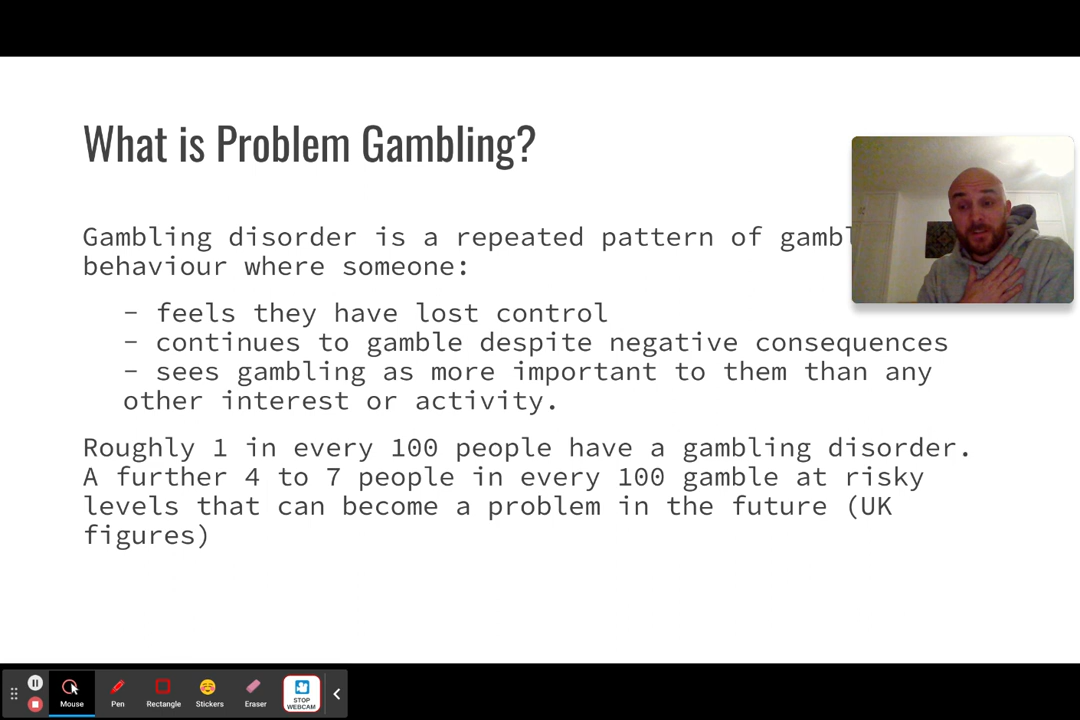 What is Problem Gambling?
Gambling disorder is a repeated pattern of
behaviour where someone:
- feels they have lost control
- continues to gamble despite negative consequences
- sees gambling as more important to them than any
other interest or activity.
Roughly 1 in every 100 people have a gambling disorder.
A further 4 to 7 people in every 100 gamble at risky
levels that can become a problem in the future (UK
figures)
Mouse
Pen
Rectangle
Stickers
Eraser
STOP
WEBCAM